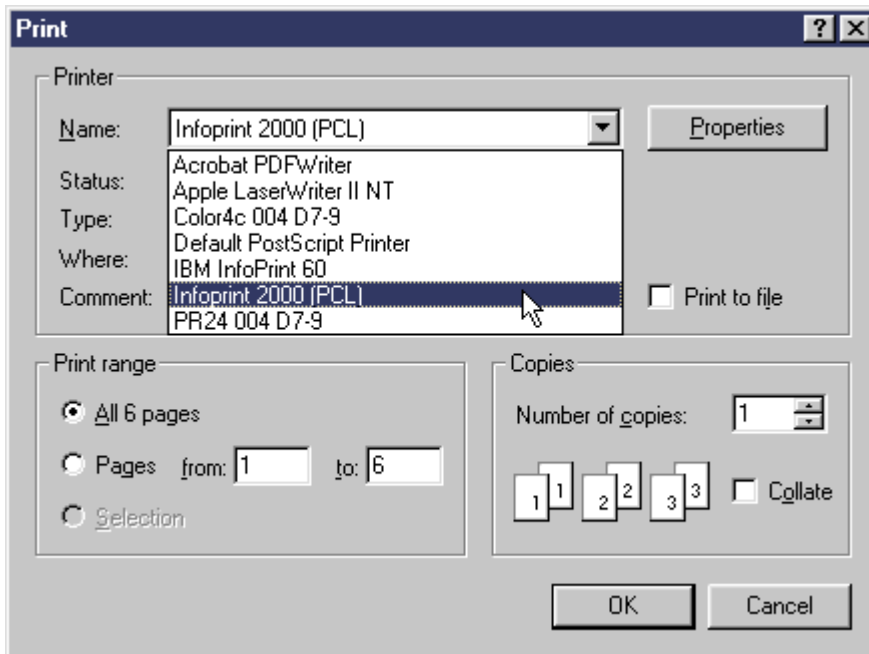 Print
Printer
Name: Infoprint 2000 (PCL) Properties
Acrobat PDFWriter
Status: Apple LaserWriter II NT
Type: Color4c 004 D7-9
Default PostScript Printer
Where: IBM InfoPrint 60
Comment: Infoprint 2000 (PCL) Print to file
PR24 004 D7-9
Print range Copies
All 6 pages Number of copies: 1
Pages from: 1 to: 6
1 1 2 2 3 3 Collate
Selection
OK Cancel